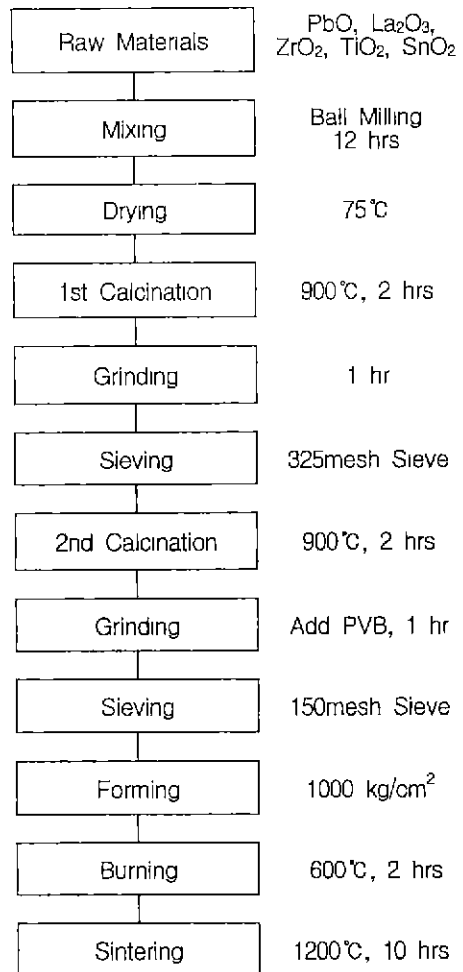 Raw Materials
PbO, La₂O₃,
ZrO₂, TiO₂, SnO₂
Mixing
Ball Milling
12 hrs
Drying
75℃
1st Calcination
900℃, 2 hrs
Grinding
1 hr
Sieving
325mesh Sieve
2nd Calcination
900℃, 2 hrs
Grinding
Add PVB, 1 hr
Sieving
150mesh Sieve
Forming
1000 kg/cm²
Burning
600℃, 2 hrs
Sintering
1200℃, 10 hrs